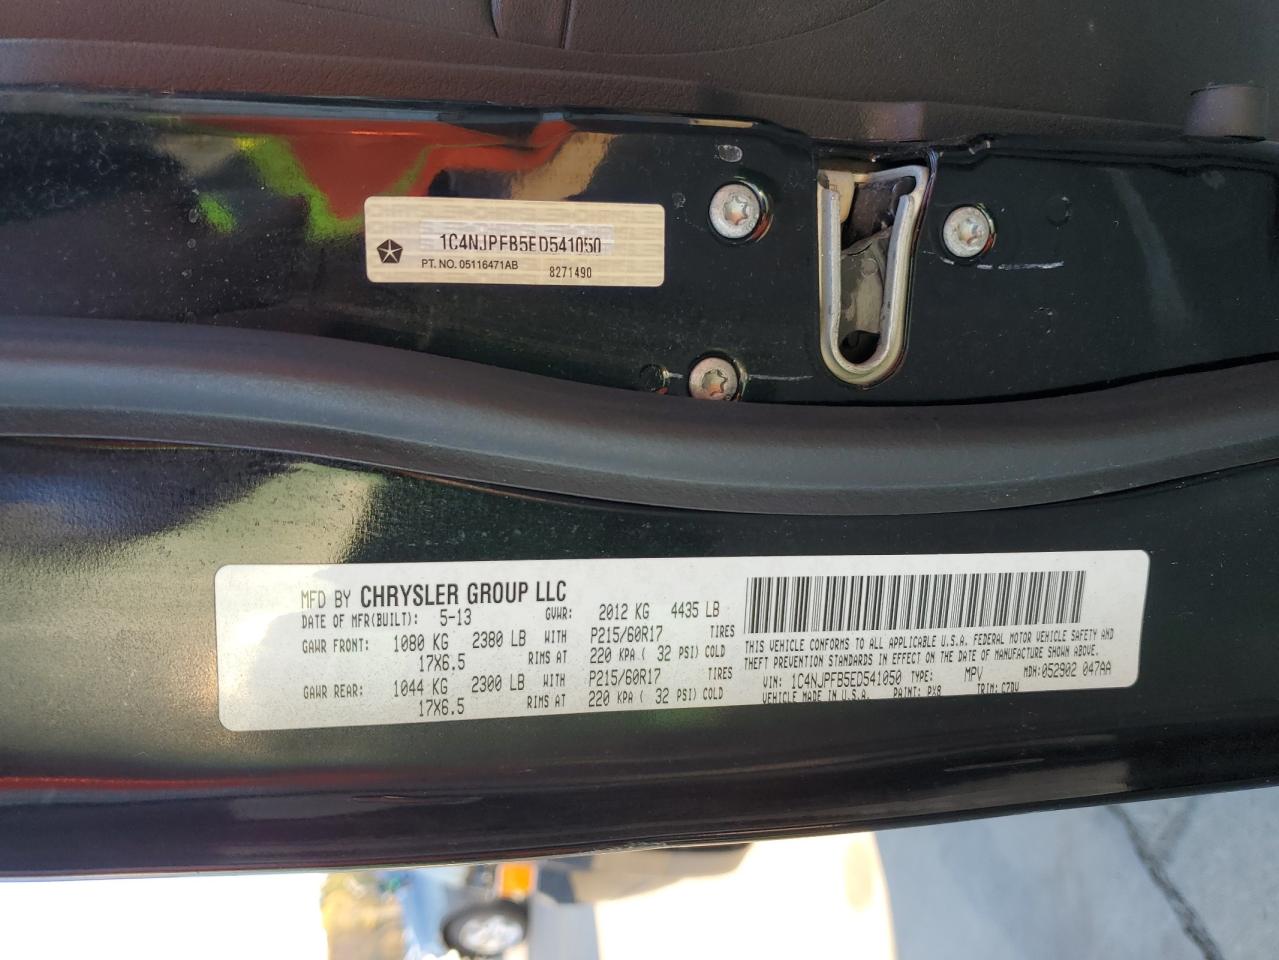 1C4NJPFB5ED541050
PT. NO. 05116471AB 8271490
MFD BY CHRYSLER GROUP LLC
DATE OF MFR(BUILT): 5-13 GVWR: 2012 KG 4435 LB
GAWR FRONT: 1080 KG 2380 LB WITH P215/60R17 TIRES
17X6.5 RIMS AT 220 KPA ( 32 PSI) COLD
GAWR REAR: 1044 KG 2300 LB WITH P215/60R17 TIRES
17X6.5 RIMS AT 220 KPA ( 32 PSI) COLD
THIS VEHICLE CONFORMS TO ALL APPLICABLE U.S.A. FEDERAL MOTOR VEHICLE SAFETY AND
THEFT PREVENTION STANDARDS IN EFFECT ON THE DATE OF MANUFACTURE SHOWN ABOVE.
VIN: 1C4NJPFB5ED541050 TYPE: MPV MDH: 052902 047AA
VEHICLE MADE IN U.S.A. PAINT: PX8 TRIM: C7DV